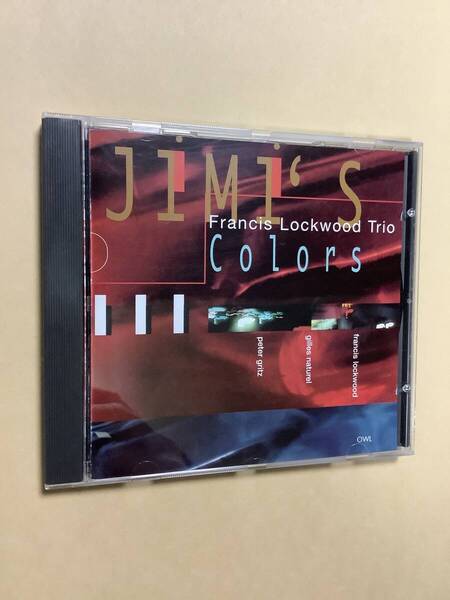 JiMi's
Francis Lockwood Trio
Colors
peter gritz
gilles naturel
francis lockwood
OWL